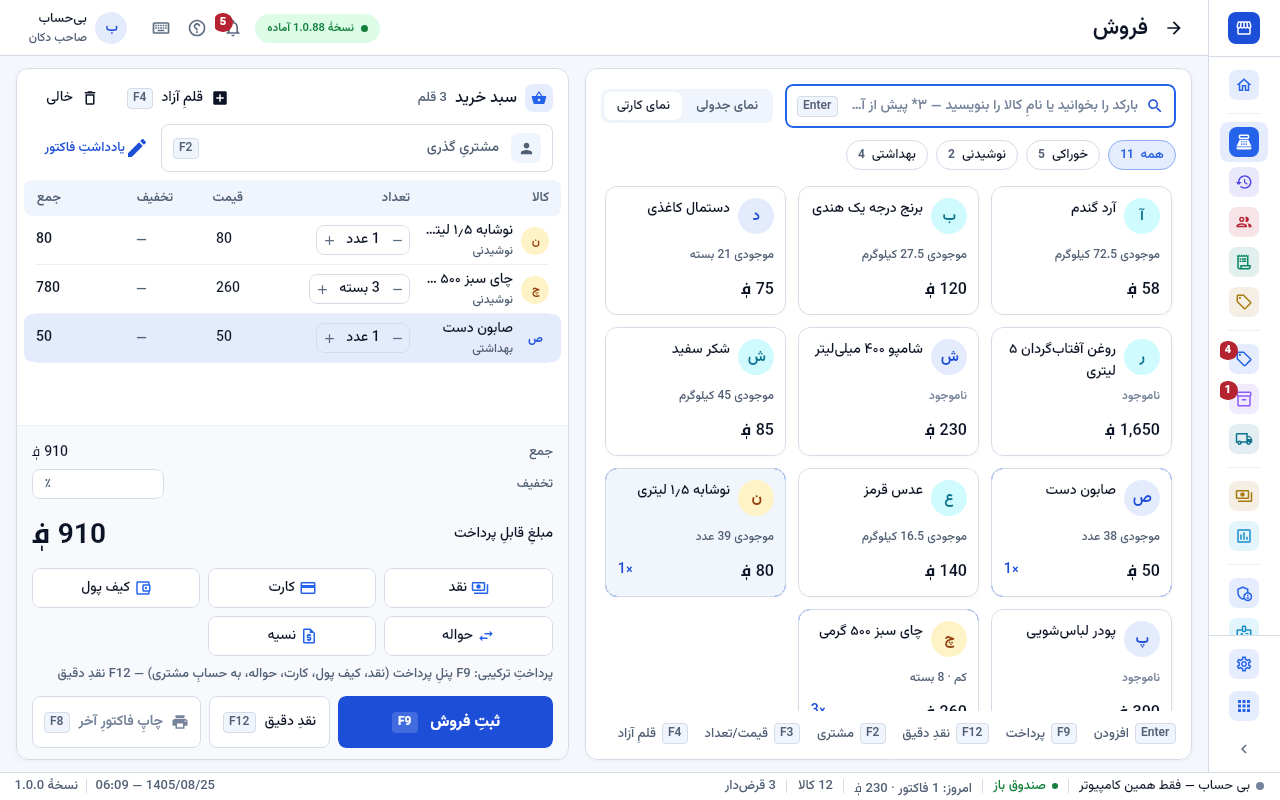 فروش
نسخهٔ 1.0.88 آماده
5
ب
بی‌حساب
صاحب دکان
بارکد را بخوانید یا نامِ کالا را بنویسید — ۳* پیش از آ...
Enter
نمای جدولی
نمای کارتی
همه 11
خوراکی 5
نوشیدنی 2
بهداشتی 4
آ
آرد گندم
موجودی 72.5 کیلوگرم
58 ؋
ب
برنج درجه یک هندی
موجودی 27.5 کیلوگرم
120 ؋
د
دستمال کاغذی
موجودی 21 بسته
75 ؋
ر
روغن آفتاب‌گردان ۵ لیتری
ناموجود
1,650 ؋
ش
شامپو ۴۰۰ میلی‌لیتر
ناموجود
230 ؋
ش
شکر سفید
موجودی 45 کیلوگرم
85 ؋
ص
صابون دست
موجودی 38 عدد
50 ؋
1×
ع
عدس قرمز
موجودی 16.5 کیلوگرم
140 ؋
ن
نوشابه ۱٫۵ لیتری
موجودی 39 عدد
80 ؋
1×
پ
پودر لباس‌شویی
ناموجود
390 ؋
چ
چای سبز ۵۰۰ گرمی
کم · 8 بسته
260 ؋
3×
Enter افزودن
F9 پرداخت
F12 نقدِ دقیق
F2 مشتری
F3 قیمت/تعداد
F4 قلمِ آزاد
سبد خرید 3 قلم
قلمِ آزاد F4
خالی
مشتریِ گذری
F2
یادداشتِ فاکتور
کالا تعداد قیمت تخفیف جمع
ن
نوشابه ۱٫۵ لیتـ...
نوشیدنی
− 1 عدد +
80
—
80
چ
چای سبز ۵۰۰ ...
نوشیدنی
− 3 بسته +
260
—
780
ص
صابون دست
بهداشتی
− 1 عدد +
50
—
50
جمع 910 ؋
تخفیف ٪
مبلغِ قابلِ پرداخت 910 ؋
نقد
کارت
کیف پول
حواله
نسیه
پرداخت ترکیبی: F9 پنلِ پرداخت (نقد، کیف پول، کارت، حواله، به حسابِ مشتری) — F12 نقدِ دقیق
ثبتِ فروش F9
نقدِ دقیق F12
چاپِ فاکتورِ آخر F8
4
1
بی حساب — فقط همین کامپیوتر
صندوق باز
امروز: 1 فاکتور · 230 ؋
12 کالا
3 قرض‌دار
1405/08/25 — 06:09
نسخهٔ 1.0.0